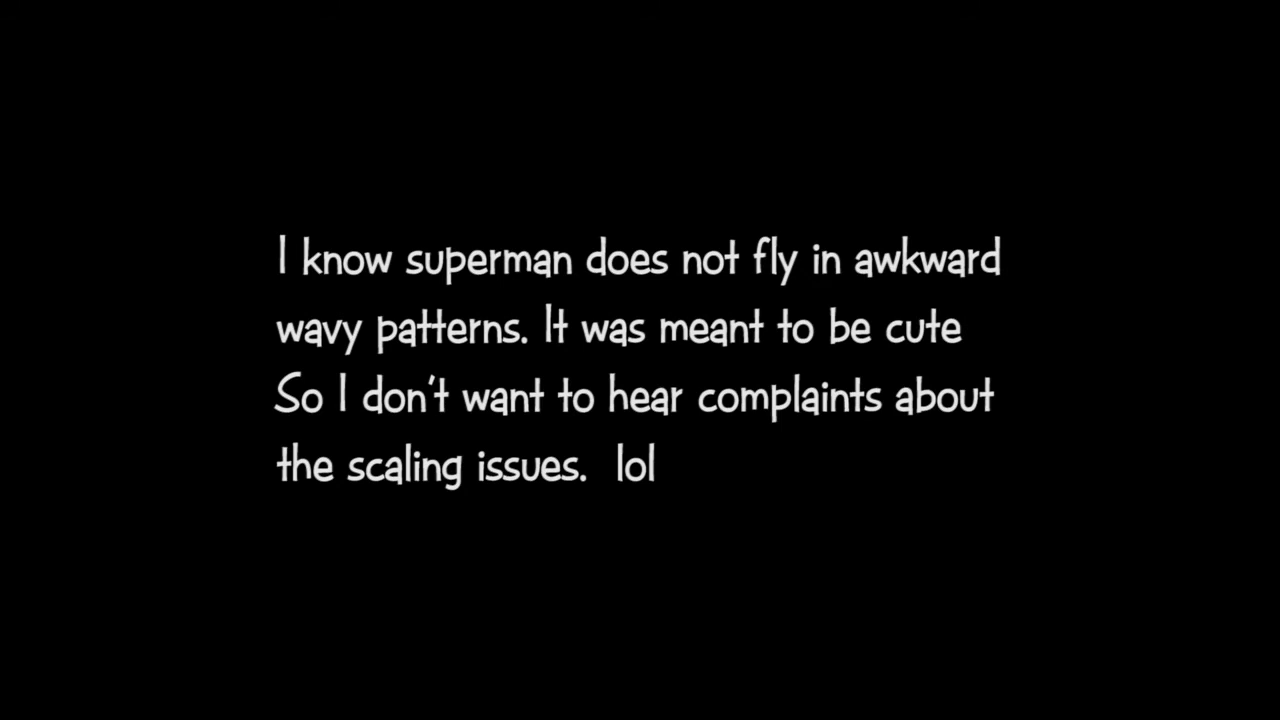 I know superman does not fly in awkward
wavy patterns. It was meant to be cute
So I don't want to hear complaints about
the scaling issues.  lol